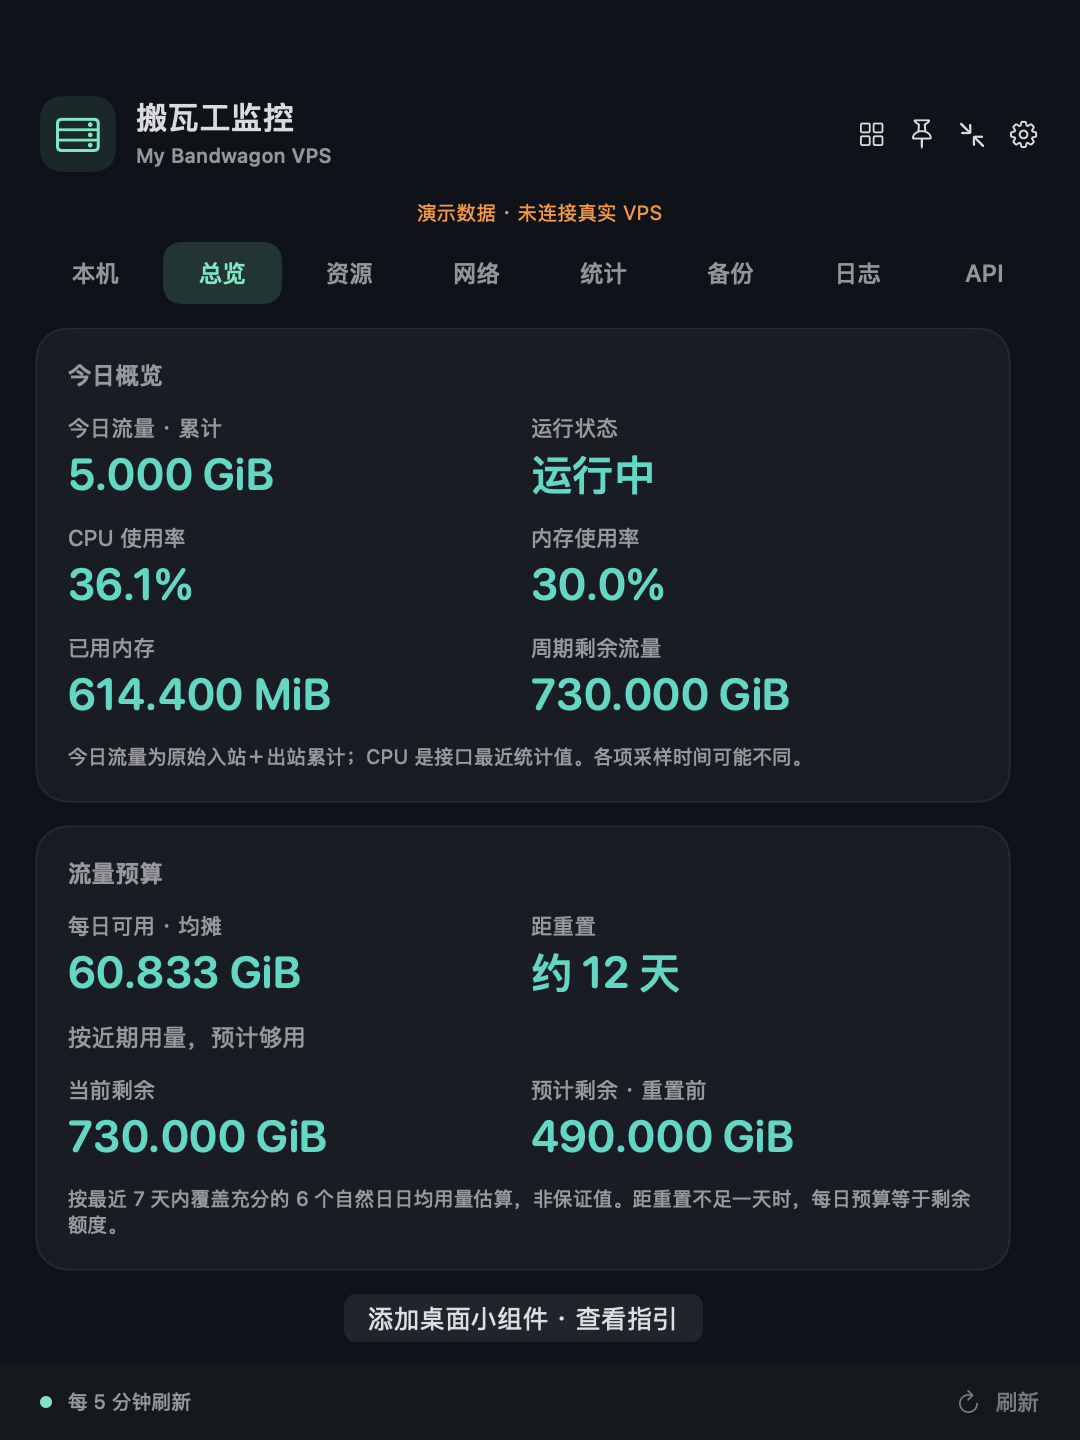 搬瓦工监控
My Bandwagon VPS
演示数据 · 未连接真实 VPS
本机 总览 资源 网络 统计 备份 日志 API
今日概览
今日流量 · 累计 运行状态
5.000 GiB 运行中
CPU 使用率 内存使用率
36.1% 30.0%
已用内存 周期剩余流量
614.400 MiB 730.000 GiB
今日流量为原始入站＋出站累计；CPU 是接口最近统计值。各项采样时间可能不同。
流量预算
每日可用 · 均摊 距重置
60.833 GiB 约 12 天
按近期用量，预计够用
当前剩余 预计剩余 · 重置前
730.000 GiB 490.000 GiB
按最近 7 天内覆盖充分的 6 个自然日日均用量估算，非保证值。距重置不足一天时，每日预算等于剩余
额度。
添加桌面小组件 · 查看指引
每 5 分钟刷新 刷新